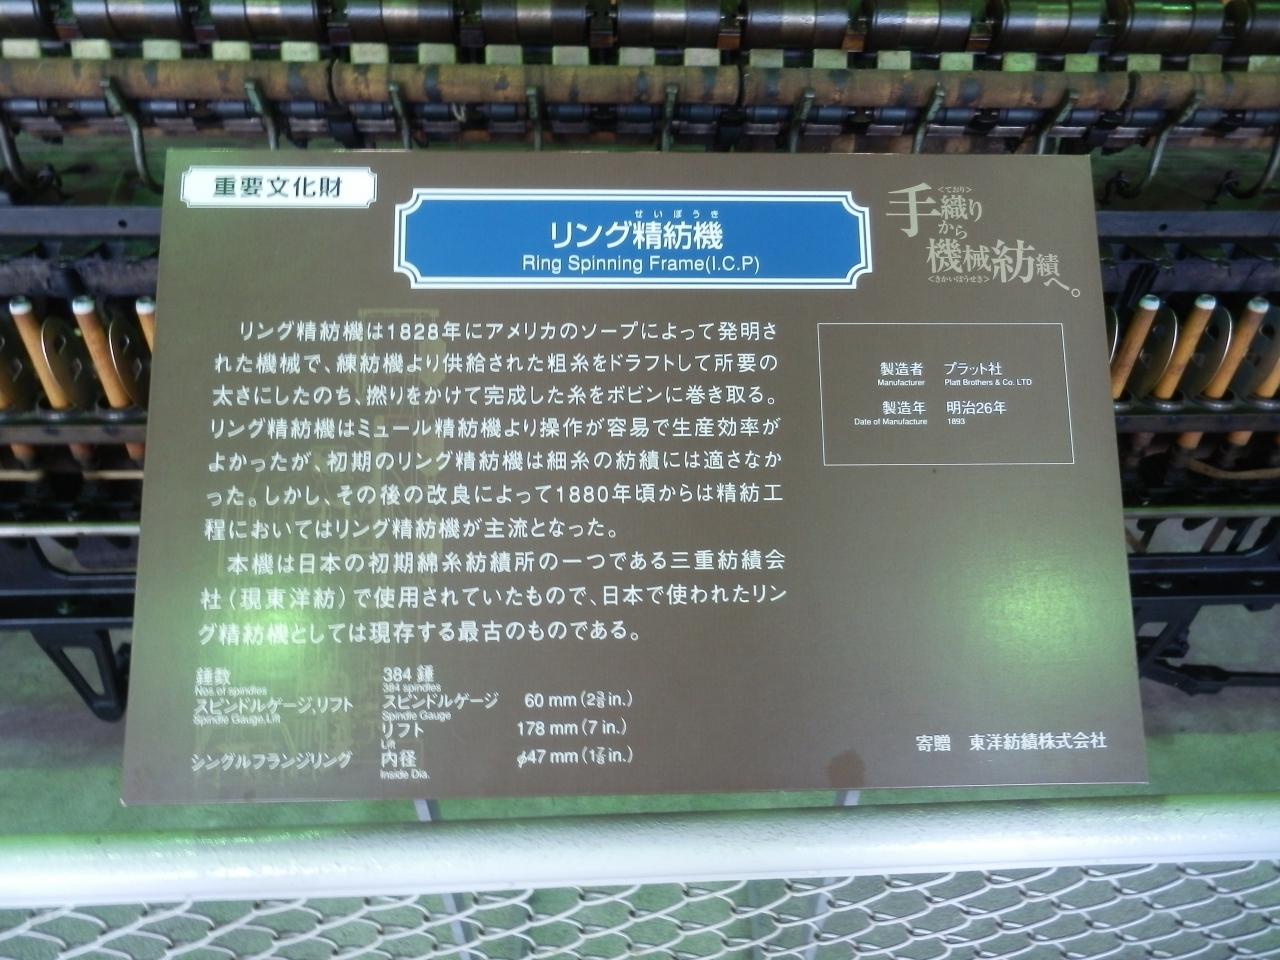 重要文化財
せいぼうき
リング精紡機
Ring Spinning Frame(I.C.P)
<ており>
手織り
から
機械紡績へ。
<きかいぼうせき>
リング精紡機は1828年にアメリカのソープによって発明さ
れた機械で、練紡機より供給された粗糸をドラフトして所要の
太さにしたのち、撚りをかけて完成した糸をボビンに巻き取る。
リング精紡機はミュール精紡機より操作が容易で生産効率が
よかったが、初期のリング精紡機は細糸の紡績には適さなか
った。しかし、その後の改良によって1880年頃からは精紡工
程においてはリング精紡機が主流となった。
本機は日本の初期綿糸紡績所の一つである三重紡績会
社（現東洋紡）で使用されていたもので、日本で使われたリン
グ精紡機としては現存する最古のものである。
製造者 プラット社
Manufacturer Platt Brothers & Co. LTD
製造年 明治26年
Date of Manufacture 1893
錘数 384 錘
Nos.of spindles 384 spindles
スピンドルゲージ,リフト スピンドルゲージ 60 mm (2⅜ in.)
Spindle Gauge,Lift Spindle Gauge
リフト 178 mm (7 in.)
Lift
シングルフランジリング 内径 φ47 mm (1⅞ in.)
Inside Dia.
寄贈 東洋紡績株式会社